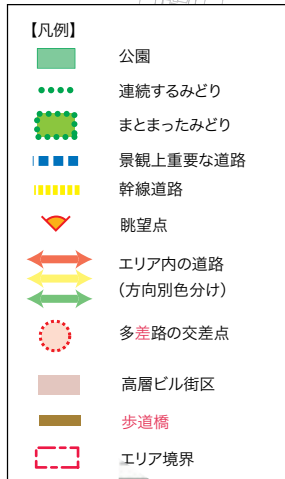 【凡例】
公園
連続するみどり
まとまったみどり
景観上重要な道路
幹線道路
眺望点
エリア内の道路
(方向別色分け)
多差路の交差点
高層ビル街区
歩道橋
エリア境界